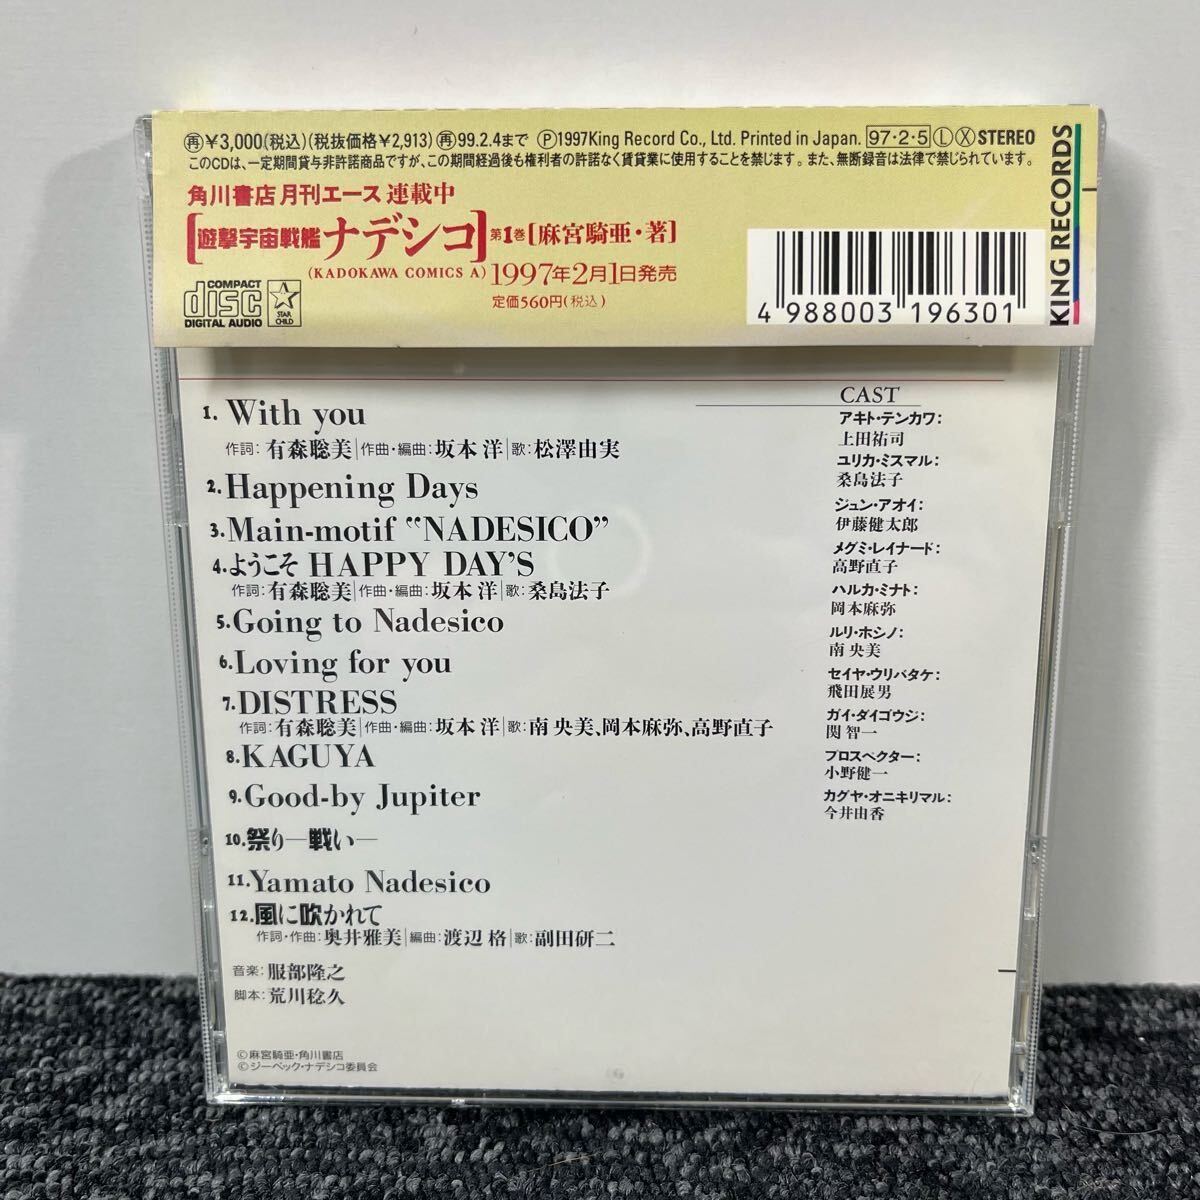 再¥3,000(税込)(税抜価格¥2,913)再99.2.4まで Ⓟ1997King Record Co., Ltd. Printed in Japan. 97・2・5 Ⓛ Ⓧ STEREO
このCDは、一定期間貸与非許諾商品ですが、この期間経過後も権利者の許諾なく賃貸業に使用することを禁じます。また、無断録音は法律で禁じられています。
角川書店 月刊エース 連載中
[遊撃宇宙戦艦ナデシコ] 第1巻[麻宮騎亜・著]
(KADOKAWA COMICS A) 1997年2月1日発売
定価560円(税込)
COMPACT
disc
DIGITAL AUDIO
STAR
CHILD
4 988003 196301
KING RECORDS
1. With you
作詞:有森聡美|作曲・編曲:坂本 洋|歌:松澤由実
2. Happening Days
3. Main-motif “NADESICO”
4. ようこそ HAPPY DAY'S
作詞:有森聡美|作曲・編曲:坂本 洋|歌:桑島法子
5. Going to Nadesico
6. Loving for you
7. DISTRESS
作詞:有森聡美|作曲・編曲:坂本 洋|歌:南 央美、岡本麻弥、高野直子
8. KAGUYA
9. Good-by Jupiter
10. 祭り―戦い―
11. Yamato Nadesico
12. 風に吹かれて
作詞・作曲:奥井雅美|編曲:渡辺 格|歌:副田研二
音楽:服部隆之
脚本:荒川稔久
©麻宮騎亜・角川書店
©ジーベック・ナデシコ委員会
CAST
アキト・テンカワ:
上田祐司
ユリカ・ミスマル:
桑島法子
ジュン・アオイ:
伊藤健太郎
メグミ・レイナード:
高野直子
ハルカ・ミナト:
岡本麻弥
ルリ・ホシノ:
南 央美
セイヤ・ウリバタケ:
飛田展男
ガイ・ダイゴウジ:
関 智一
プロスペクター:
小野健一
カグヤ・オニキリマル:
今井由香